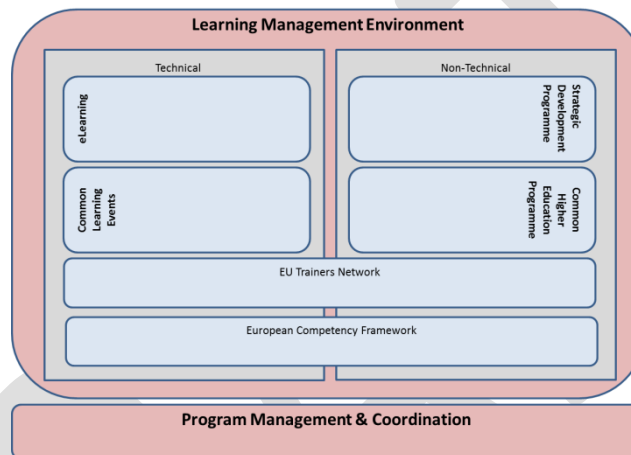 Learning Management Environment
Technical
Non-Technical
eLearning
Strategic
Development
Programme
Common
Learning
Events
Common
Higher
Education
Programme
EU Trainers Network
European Competency Framework
Program Management & Coordination